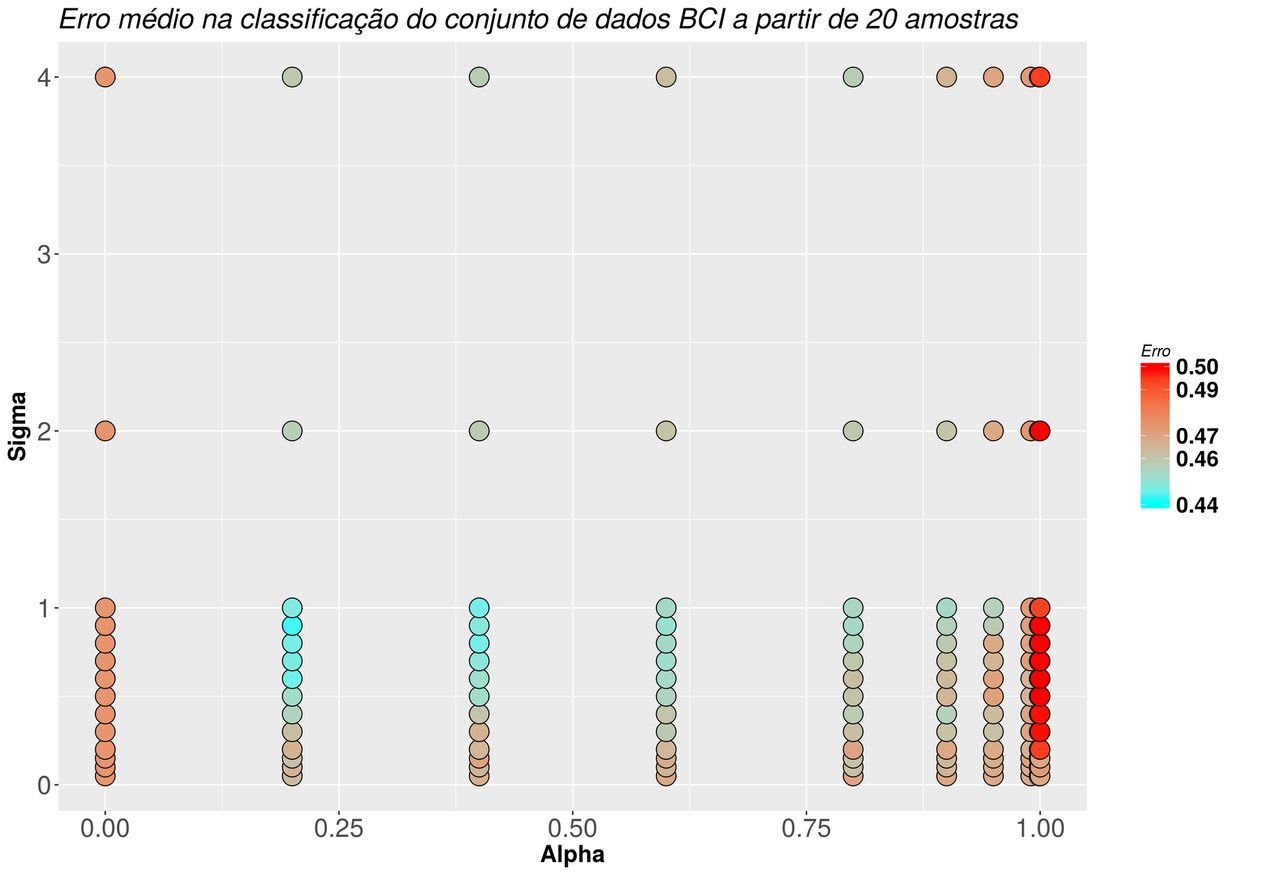 Erro médio na classificação do conjunto de dados BCI a partir de 20 amostras
4
3
2
1
0
Sigma
0.00 0.25 0.50 0.75 1.00
Alpha
Erro
0.50
0.49
0.47
0.46
0.44